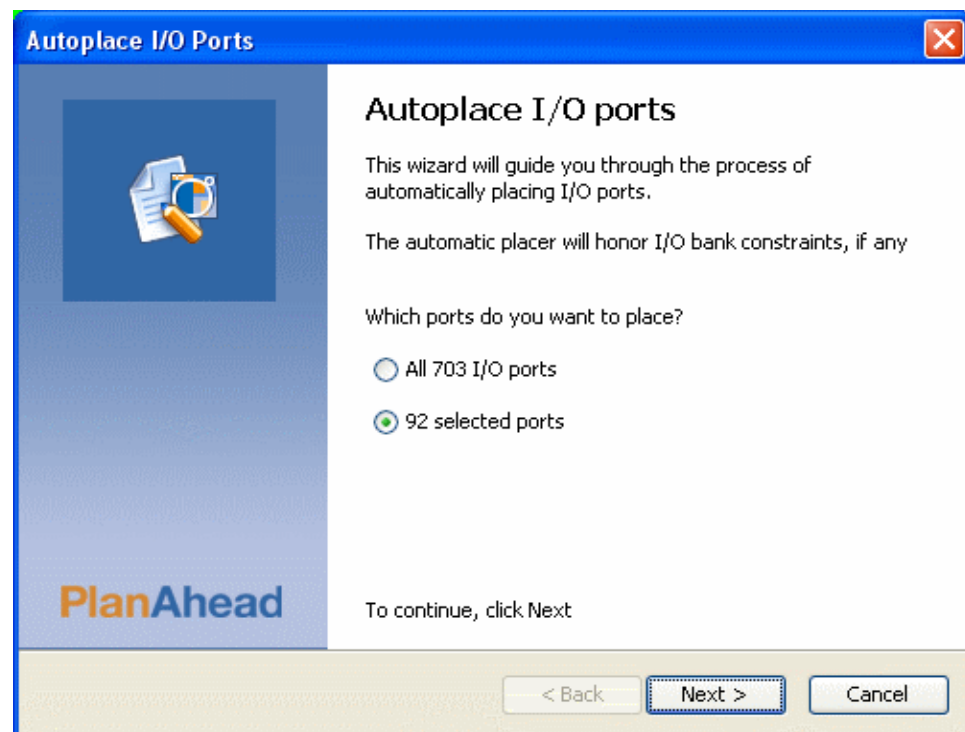 Autoplace I/O Ports
Autoplace I/O ports
This wizard will guide you through the process of
automatically placing I/O ports.
The automatic placer will honor I/O bank constraints, if any
Which ports do you want to place?
All 703 I/O ports
92 selected ports
PlanAhead
To continue, click Next
< Back
Next >
Cancel